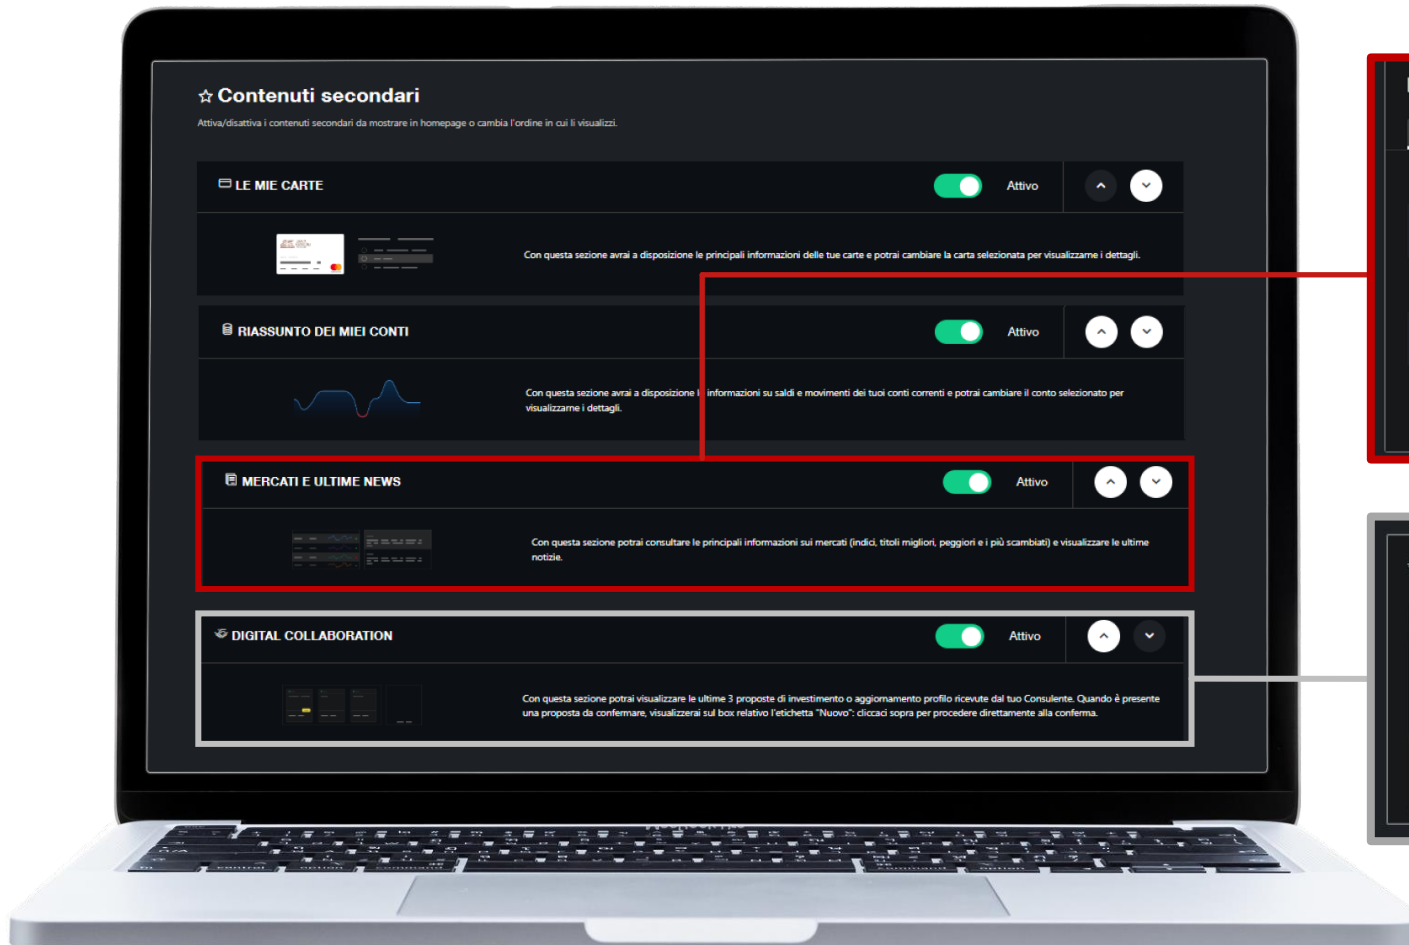 Contenuti secondari
Attiva/disattiva i contenuti secondari da mostrare in homepage o cambia l'ordine in cui li visualizzi.
LE MIE CARTE
Attivo
Con questa sezione avrai a disposizione le principali informazioni delle tue carte e potrai cambiare la carta selezionata per visualizzarne i dettagli.
RIASSUNTO DEI MIEI CONTI
Attivo
Con questa sezione avrai a disposizione informazioni su saldi e movimenti dei tuoi conti correnti e potrai cambiare il conto selezionato per
visualizzarne i dettagli.
MERCATI E ULTIME NEWS
Attivo
Con questa sezione potrai consultare le principali informazioni sui mercati (indici, titoli migliori, peggiori e i più scambiati) e visualizzare le ultime
notizie.
DIGITAL COLLABORATION
Attivo
Con questa sezione potrai visualizzare le ultime 3 proposte di investimento o aggiornamento profilo ricevute dal tuo Consulente. Quando è presente
una proposta da confermare, visualizzerai sul box relativo l'etichetta "Nuovo": cliccaci sopra per procedere direttamente alla conferma.
control option command command option